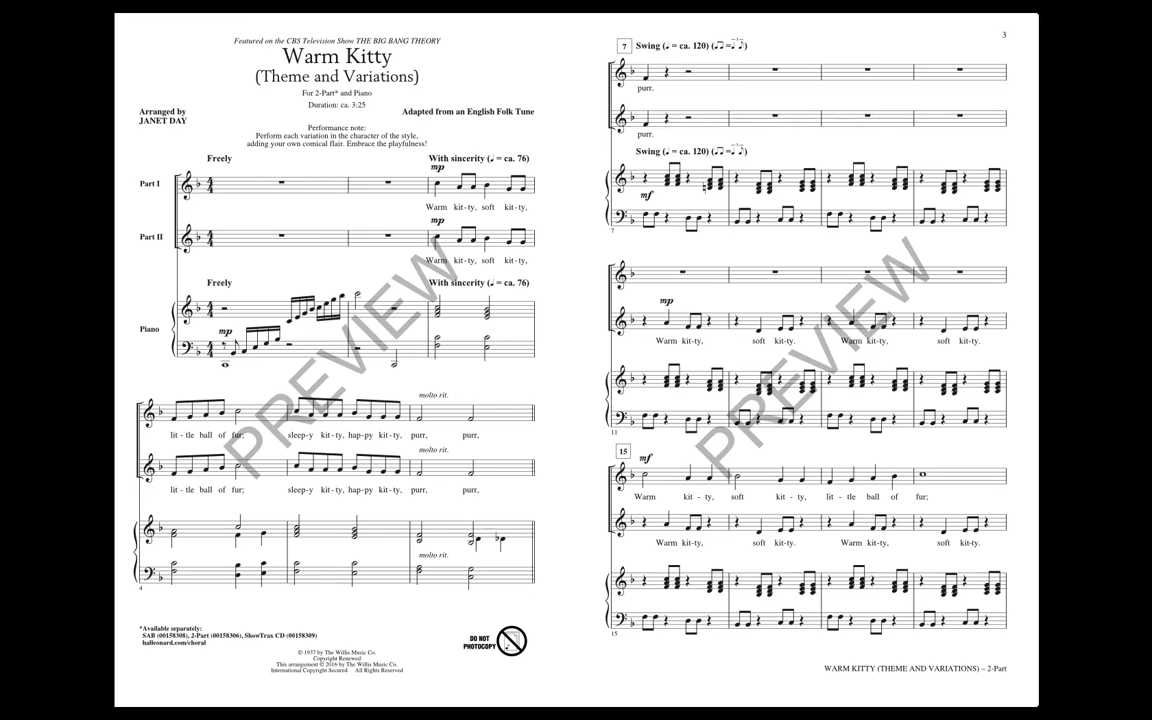 Featured on the CBS Television Show THE BIG BANG THEORY
Warm Kitty
(Theme and Variations)
For 2-Part* and Piano
Duration: ca. 3:25
Arranged by
JANET DAY
Adapted from an English Folk Tune
Performance note:
Perform each variation in the character of the style,
adding your own comical flair. Embrace the playfulness!
Freely With sincerity (♩ = ca. 76)
mp
Part I
Warm kit-ty, soft kit-ty,
mp
Part II
Warm kit-ty, soft kit-ty,
Freely With sincerity (♩ = ca. 76)
mp
Piano
molto rit.
lit - tle ball of fur; sleep-y kit-ty, hap-py kit-ty, purr, purr,
molto rit.
lit - tle ball of fur; sleep-y kit-ty, hap-py kit-ty, purr, purr,
molto rit.
4
*Available separately:
SAB (00158308), 2-Part (00158306), ShowTrax CD (00158309)
halleonard.com/choral
DO NOT
PHOTOCOPY
© 1937 by The Willis Music Co.
Copyright Renewed
This arrangement © 2016 by The Willis Music Co.
International Copyright Secured All Rights Reserved
PREVIEW
3
7 Swing (♩ = ca. 120) (♫=♩ ♪)
purr.
purr.
Swing (♩ = ca. 120) (♫=♩ ♪)
mf
7
mp
Warm kit-ty, soft kit-ty. Warm kit-ty, soft kit-ty.
11
15 mf
Warm kit - ty, soft kit - ty, lit - tle ball of fur;
Warm kit-ty, soft kit-ty. Warm kit-ty, soft kit-ty.
15
WARM KITTY (THEME AND VARIATIONS) – 2-Part
PREVIEW